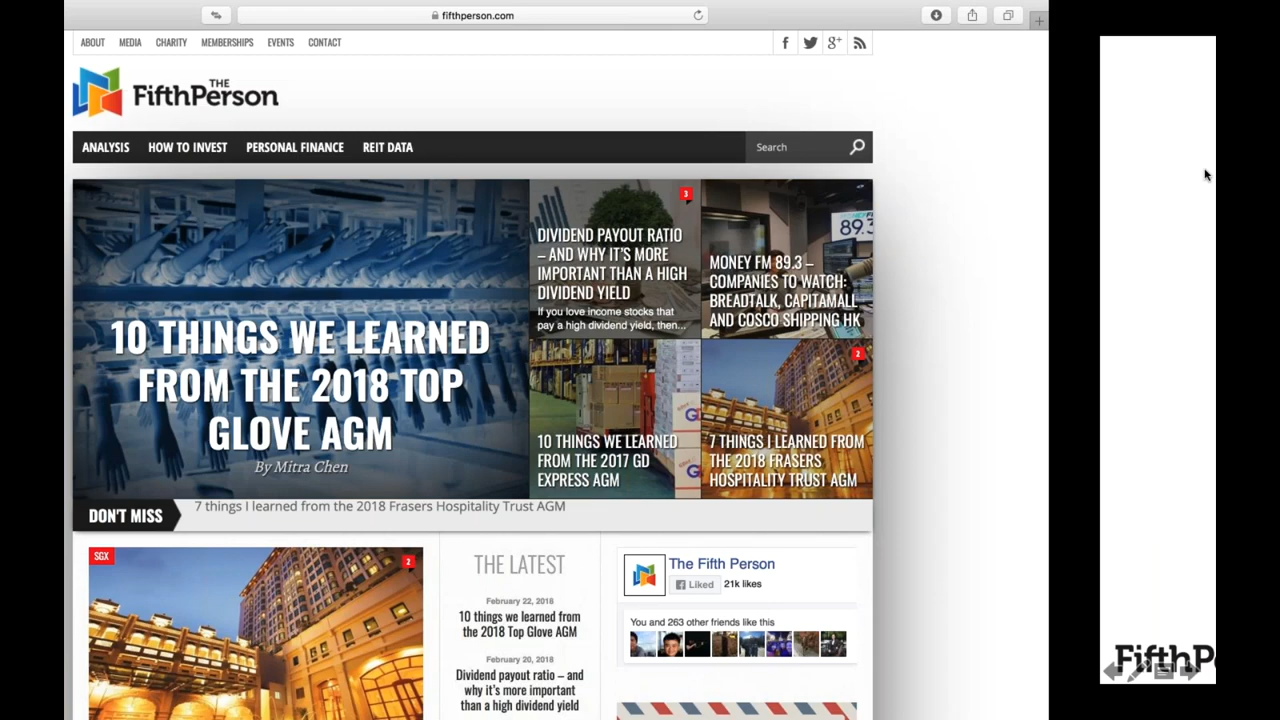 fifthperson.com
ABOUT MEDIA CHARITY MEMBERSHIPS EVENTS CONTACT
THE
FifthPerson
ANALYSIS HOW TO INVEST PERSONAL FINANCE REIT DATA
Search
10 THINGS WE LEARNED
FROM THE 2018 TOP
GLOVE AGM
By Mitra Chen
3
DIVIDEND PAYOUT RATIO
– AND WHY IT'S MORE
IMPORTANT THAN A HIGH
DIVIDEND YIELD
If you love income stocks that
pay a high dividend yield, then...
89.3
MONEY FM 89.3 –
COMPANIES TO WATCH:
BREADTALK, CAPITAMALL
AND COSCO SHIPPING HK
10 THINGS WE LEARNED
FROM THE 2017 GD
EXPRESS AGM
2
7 THINGS I LEARNED FROM
THE 2018 FRASERS
HOSPITALITY TRUST AGM
DON'T MISS
7 things I learned from the 2018 Frasers Hospitality Trust AGM
SGX
2
THE LATEST
February 22, 2018
10 things we learned from
the 2018 Top Glove AGM
February 20, 2018
Dividend payout ratio – and
why it's more important
than a high dividend yield
The Fifth Person
Liked 21k likes
You and 263 other friends like this
FifthP